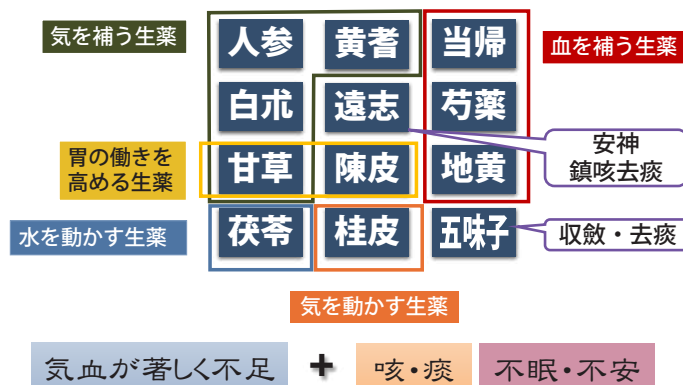 気を補う生薬
人参 黄耆 当帰
血を補う生薬
白朮 遠志 芍薬
安神
鎮咳去痰
胃の働きを
高める生薬
甘草 陳皮 地黄
水を動かす生薬
茯苓 桂皮 五味子
収斂・去痰
気を動かす生薬
気血が著しく不足 + 咳・痰 不眠・不安